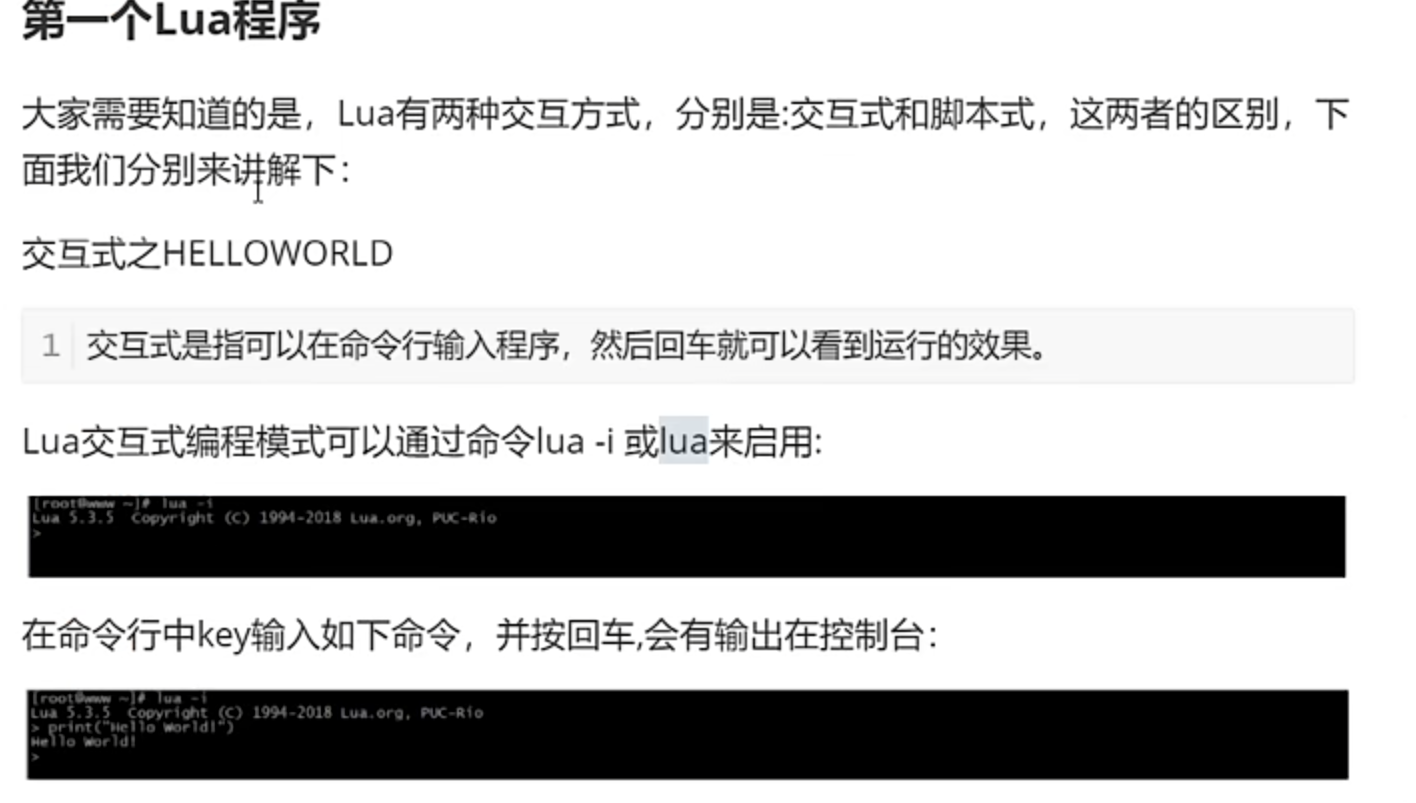 第一个Lua程序
大家需要知道的是，Lua有两种交互方式，分别是:交互式和脚本式，这两者的区别，下
面我们分别来讲解下：
交互式之HELLOWORLD
1 交互式是指可以在命令行输入程序，然后回车就可以看到运行的效果。
Lua交互式编程模式可以通过命令lua -i 或lua来启用:
[root@www ~]# lua -i
Lua 5.3.5  Copyright (C) 1994-2018 Lua.org, PUC-Rio
>
在命令行中key输入如下命令，并按回车,会有输出在控制台：
[root@www ~]# lua -i
Lua 5.3.5  Copyright (C) 1994-2018 Lua.org, PUC-Rio
> print("Hello World!")
Hello World!
>